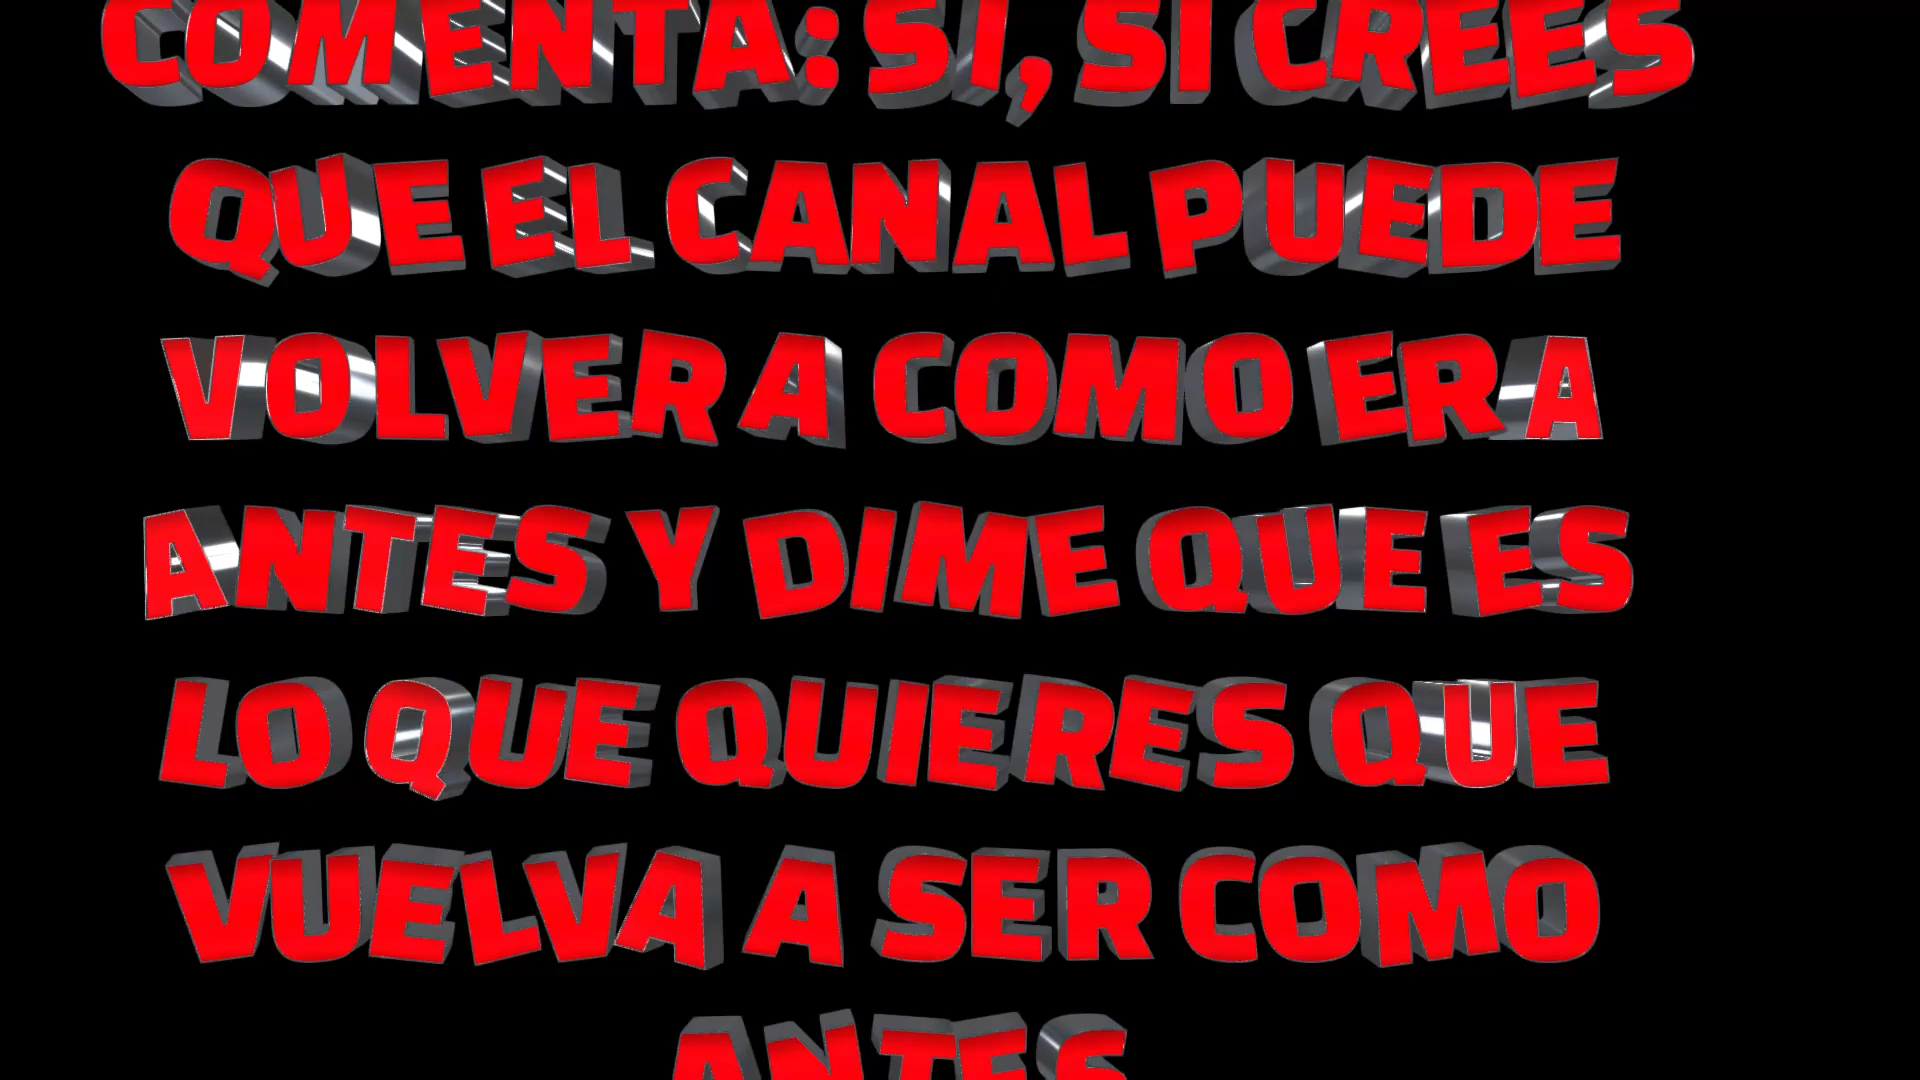 COMENTA: SI, SI CREES
QUE EL CANAL PUEDE
VOLVER A COMO ERA
ANTES Y DIME QUE ES
LO QUE QUIERES QUE
VUELVA A SER COMO
ANTES